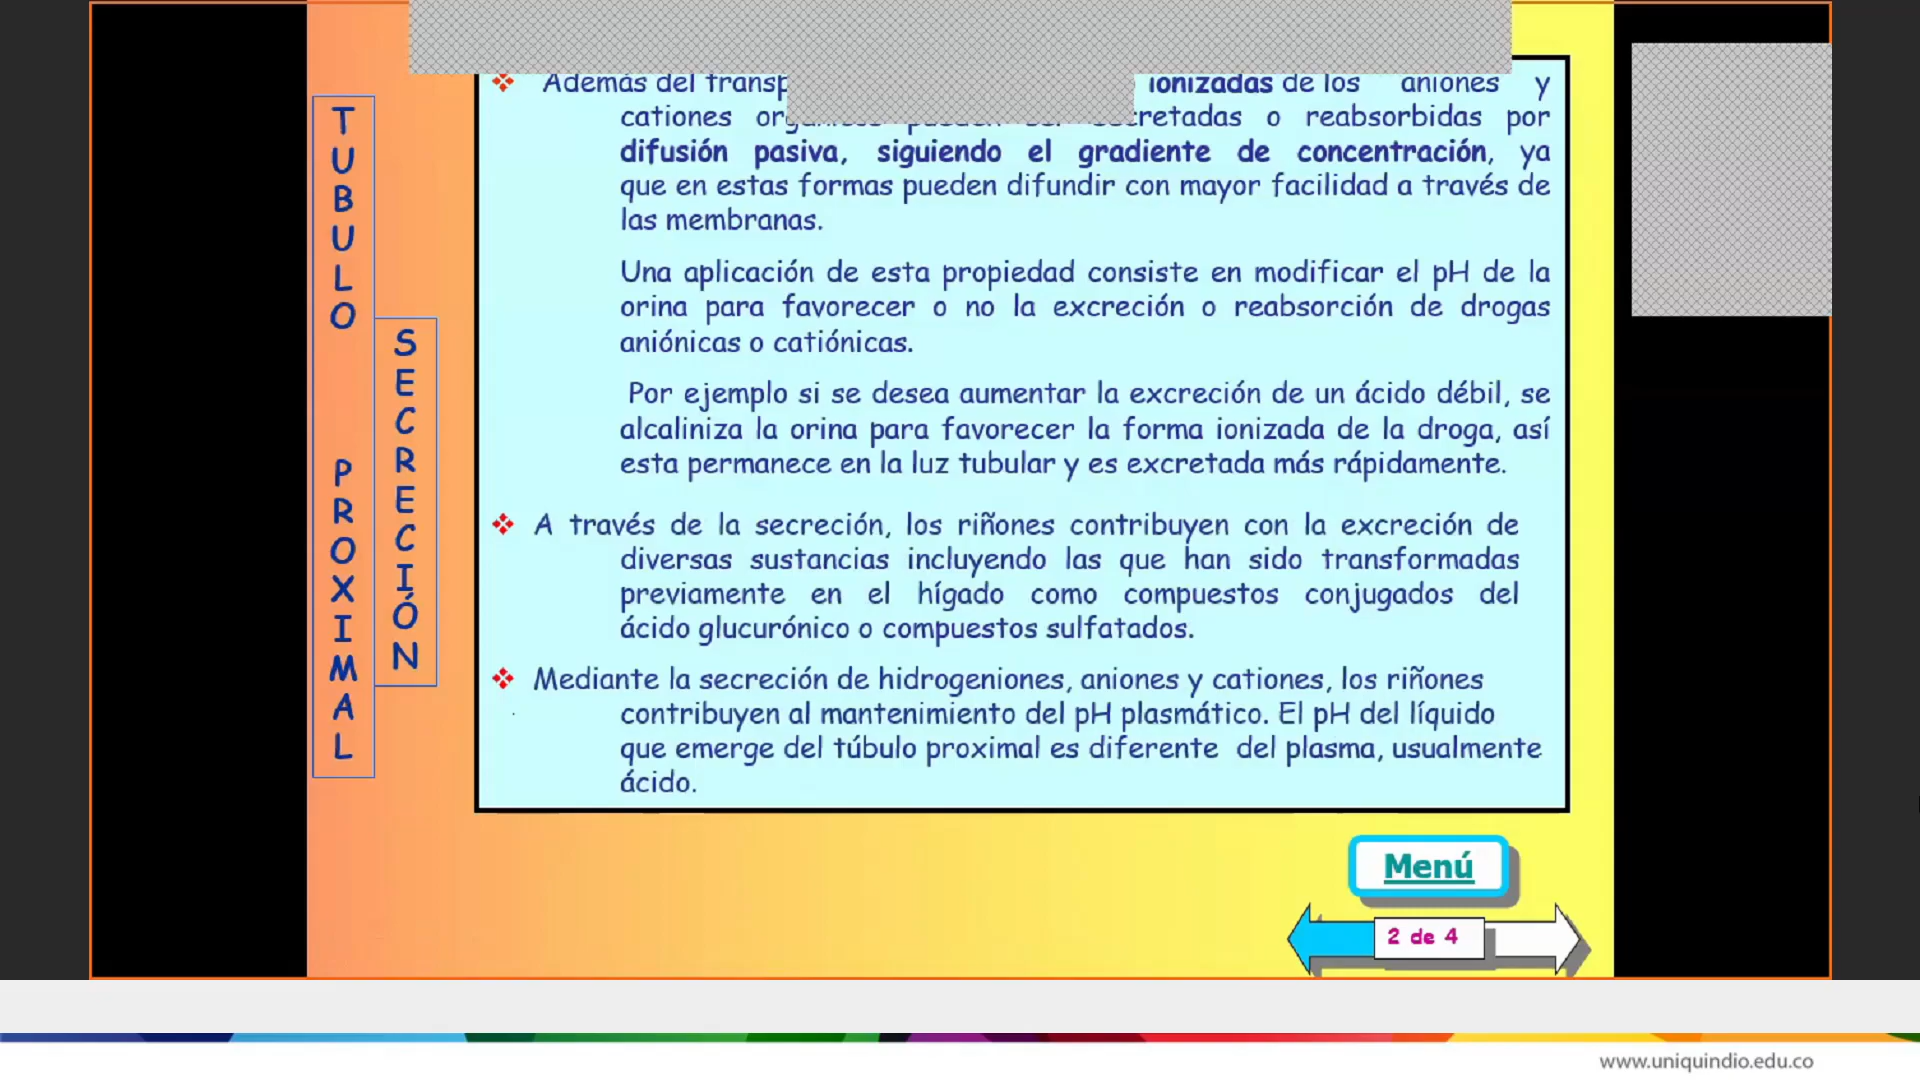 TUBULO PROXIMAL
SECRECIÓN
Además del ionizadas de los aniones y
cationes o reabsorbidas por
difusión pasiva, siguiendo el gradiente de concentración, ya
que en estas formas pueden difundir con mayor facilidad a través de
las membranas.
Una aplicación de esta propiedad consiste en modificar el pH de la
orina para favorecer o no la excreción o reabsorción de drogas
aniónicas o catiónicas.
Por ejemplo si se desea aumentar la excreción de un ácido débil, se
alcaliniza la orina para favorecer la forma ionizada de la droga, así
esta permanece en la luz tubular y es excretada más rápidamente.
A través de la secreción, los riñones contribuyen con la excreción de
diversas sustancias incluyendo las que han sido transformadas
previamente en el hígado como compuestos conjugados del
ácido glucurónico o compuestos sulfatados.
Mediante la secreción de hidrogeniones, aniones y cationes, los riñones
contribuyen al mantenimiento del pH plasmático. El pH del líquido
que emerge del túbulo proximal es diferente del plasma, usualmente
ácido.
Menú
2 de 4
www.uniquindio.edu.co